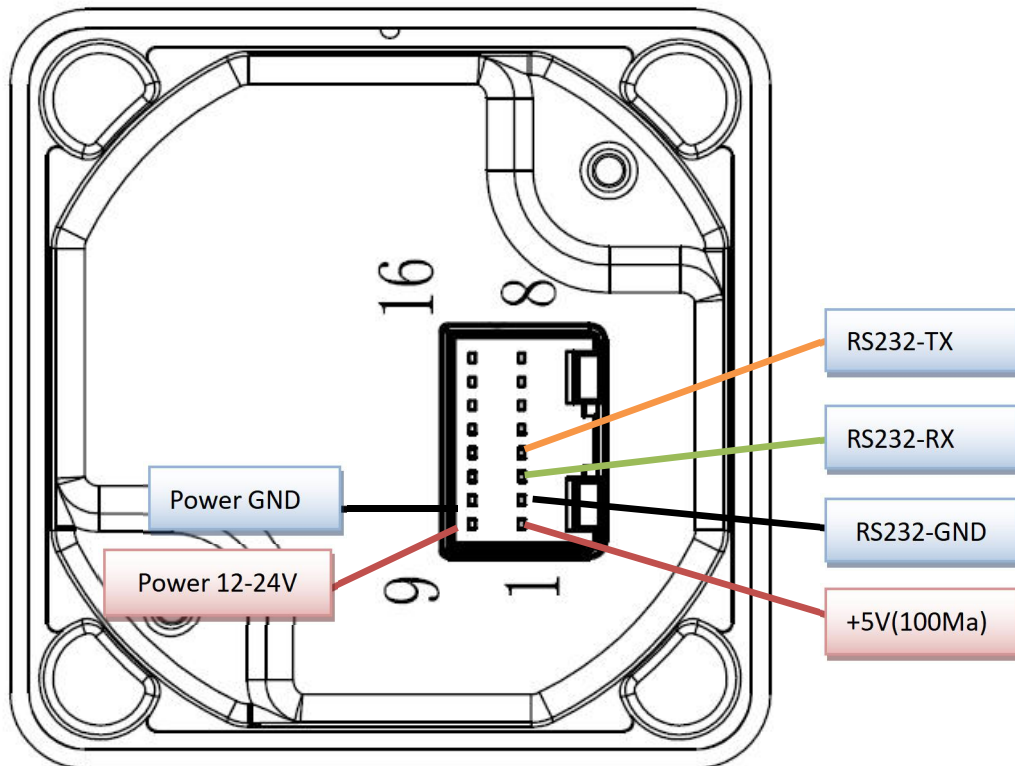 16
8
RS232-TX
RS232-RX
Power GND
RS232-GND
Power 12-24V
9
1
+5V(100Ma)